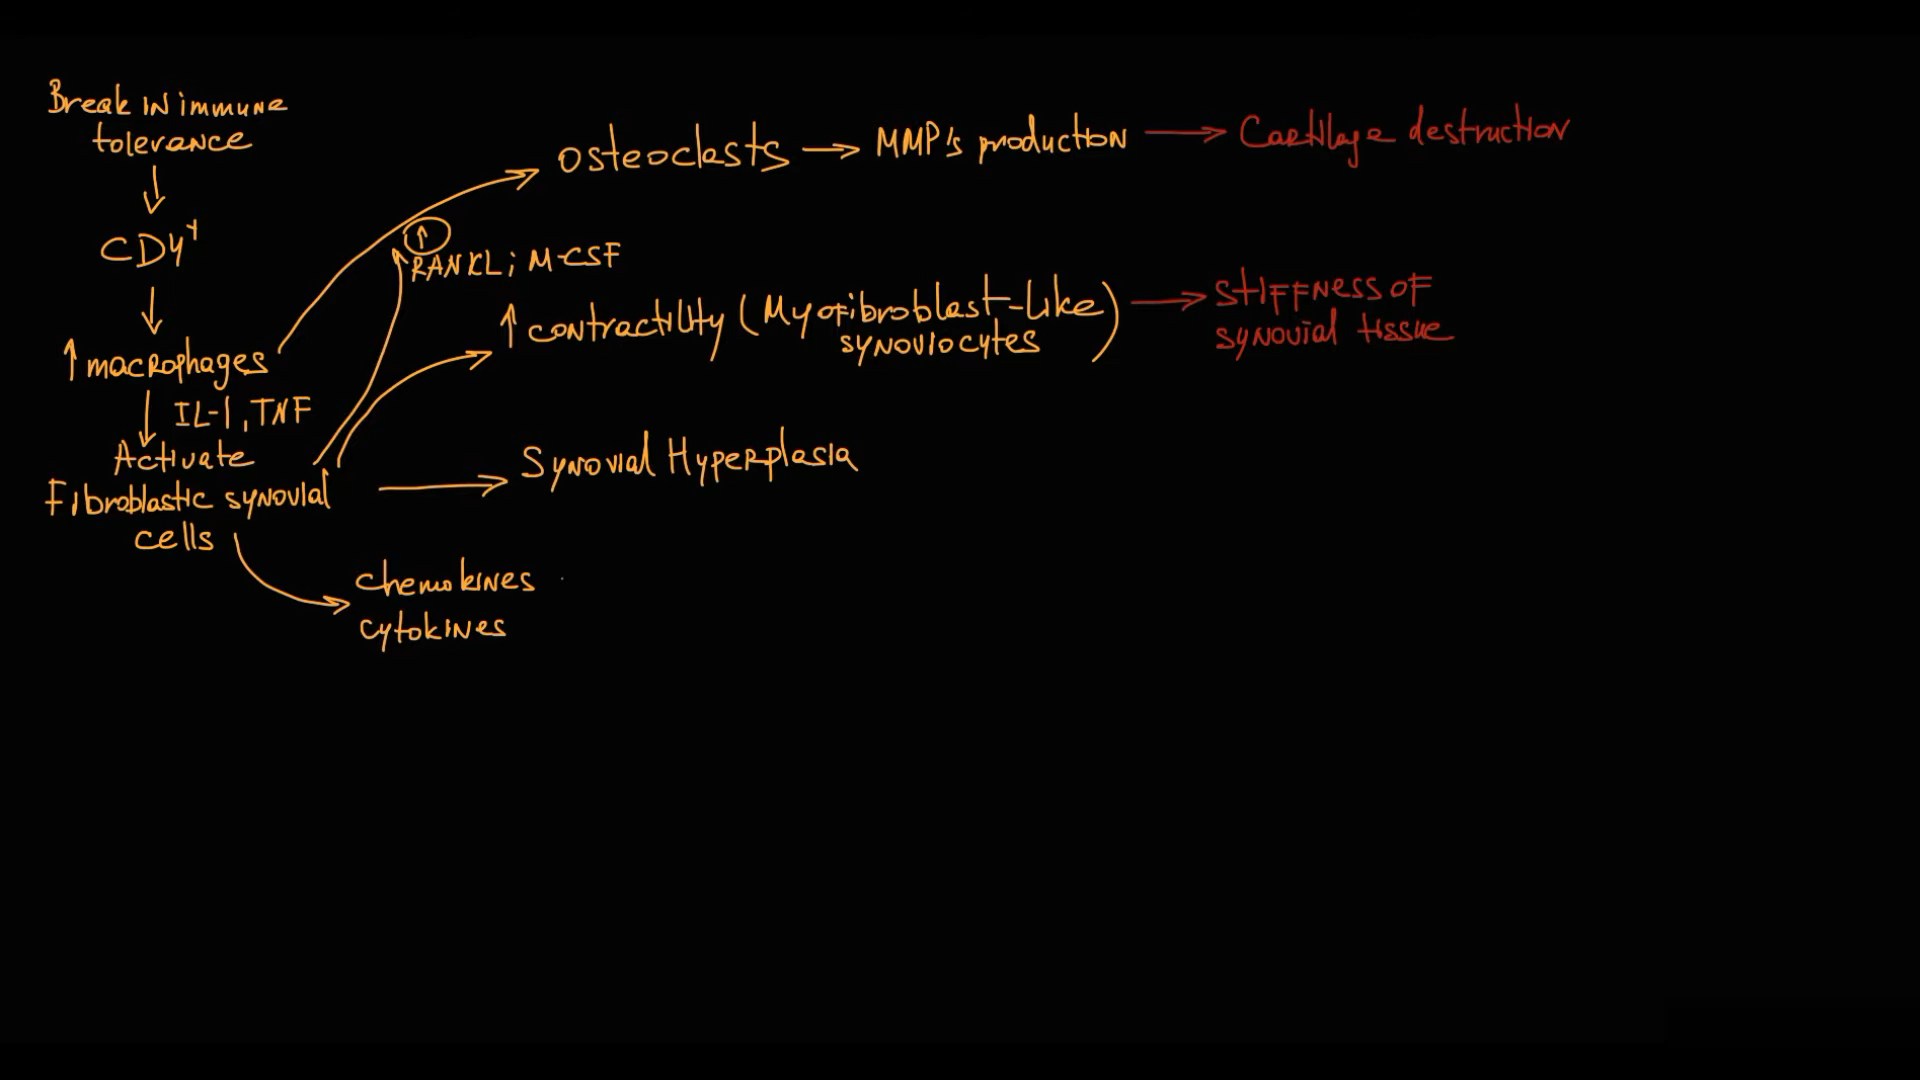 Break in immune
tolerance
CD4+
↑ macrophages
IL-1, TNF
Activate
Fibroblastic synovial
cells
osteoclasts → MMP's production → Cartilage destruction
↑
RANKL; M-CSF
↑ contractility (Myofibroblast-like
synoviocytes)
→ stiffness of
synovial tissue
Synovial Hyperplasia
chemokines
cytokines